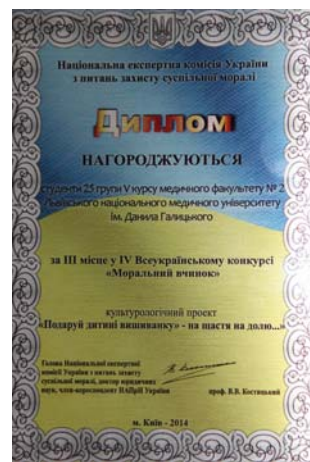 Національна експертна комісія України
з питань захисту суспільної моралі
Диплом
НАГОРОДЖУЮТЬСЯ
студенти 25 групи V курсу медичного факультету № 2
Львівського національного медичного університету
ім. Данила Галицького
за III місце у IV Всеукраїнському конкурсі
«Моральний вчинок»
культурологічний проект
«Подаруй дитині вишиванку» - на щастя на долю...»
Голова Національної експертної
комісії України з питань захисту
суспільної моралі, доктор юридичних
наук, член-кореспондент НАПрН України
проф. В.В. Костицький
м. Київ - 2014